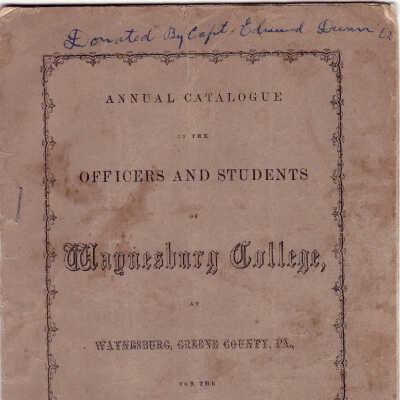 Donated By Capt. Edmund Dunn
ANNUAL CATALOGUE
OF THE
OFFICERS AND STUDENTS
OF
Waynesburg College,
AT
WAYNESBURG, GREENE COUNTY, PA.,
FOR THE